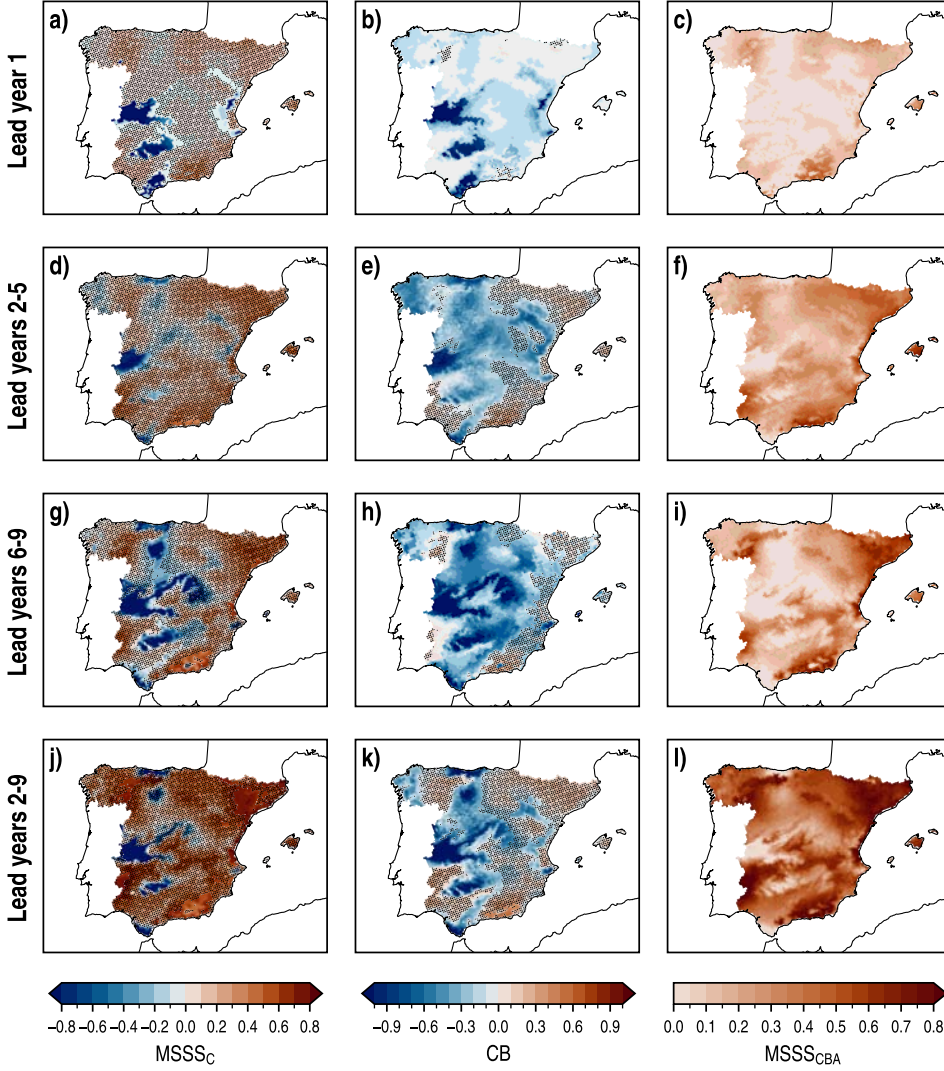 a) b) c)
Lead year 1
d) e) f)
Lead years 2-5
g) h) i)
Lead years 6-9
j) k) l)
Lead years 2-9
−0.8 −0.6 −0.4 −0.2 0.0 0.2 0.4 0.6 0.8
MSSS_C
−0.9 −0.6 −0.3 0.0 0.3 0.6 0.9
CB
0.0 0.1 0.2 0.3 0.4 0.5 0.6 0.7 0.8
MSSS_CBA